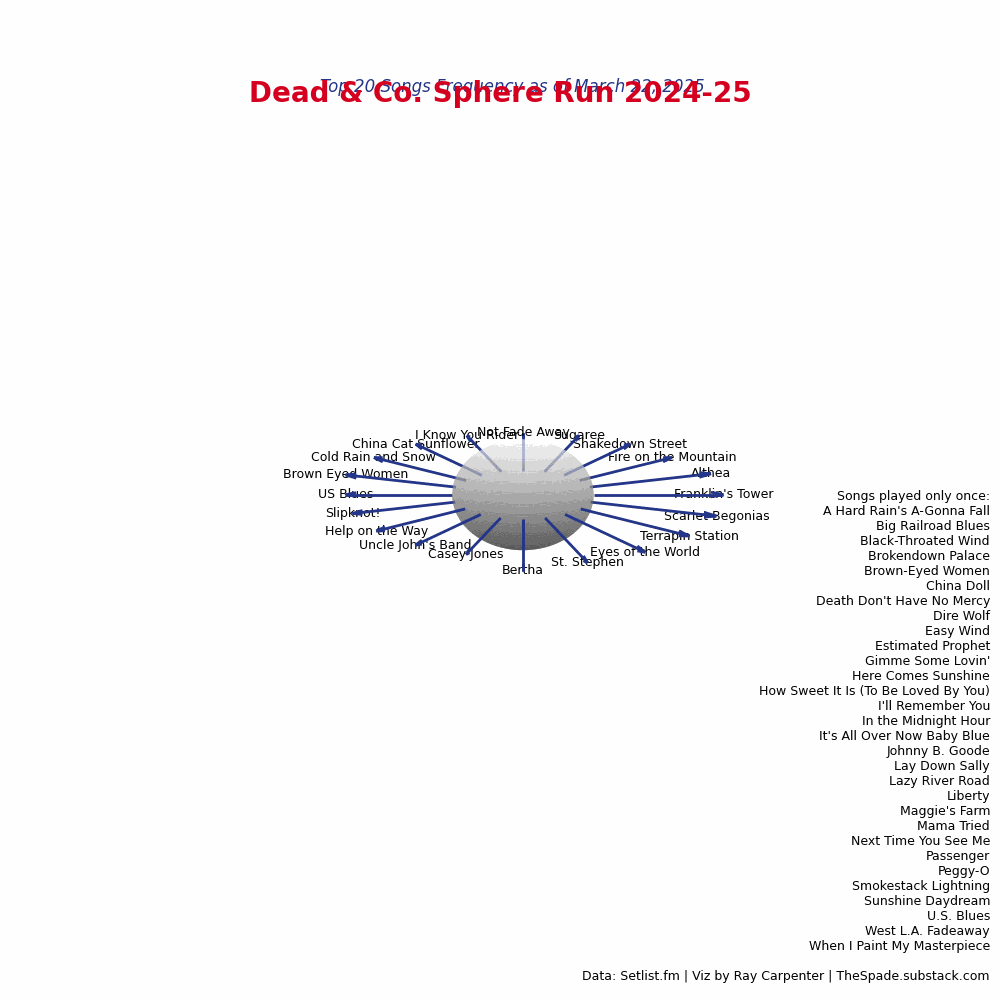 Top 20 Songs Frequency as of March 22, 2025
Dead & Co. Sphere Run 2024-25
Not Fade Away
I Know You Rider
Sugaree
China Cat Sunflower
Shakedown Street
Cold Rain and Snow
Fire on the Mountain
Brown Eyed Women
Althea
US Blues
Franklin's Tower
Slipknot!
Scarlet Begonias
Help on the Way
Terrapin Station
Uncle John's Band
Eyes of the World
Casey Jones
St. Stephen
Bertha
Songs played only once:
A Hard Rain's A-Gonna Fall
Big Railroad Blues
Black-Throated Wind
Brokendown Palace
Brown-Eyed Women
China Doll
Death Don't Have No Mercy
Dire Wolf
Easy Wind
Estimated Prophet
Gimme Some Lovin'
Here Comes Sunshine
How Sweet It Is (To Be Loved By You)
I'll Remember You
In the Midnight Hour
It's All Over Now Baby Blue
Johnny B. Goode
Lay Down Sally
Lazy River Road
Liberty
Maggie's Farm
Mama Tried
Next Time You See Me
Passenger
Peggy-O
Smokestack Lightning
Sunshine Daydream
U.S. Blues
West L.A. Fadeaway
When I Paint My Masterpiece
Data: Setlist.fm | Viz by Ray Carpenter | TheSpade.substack.com